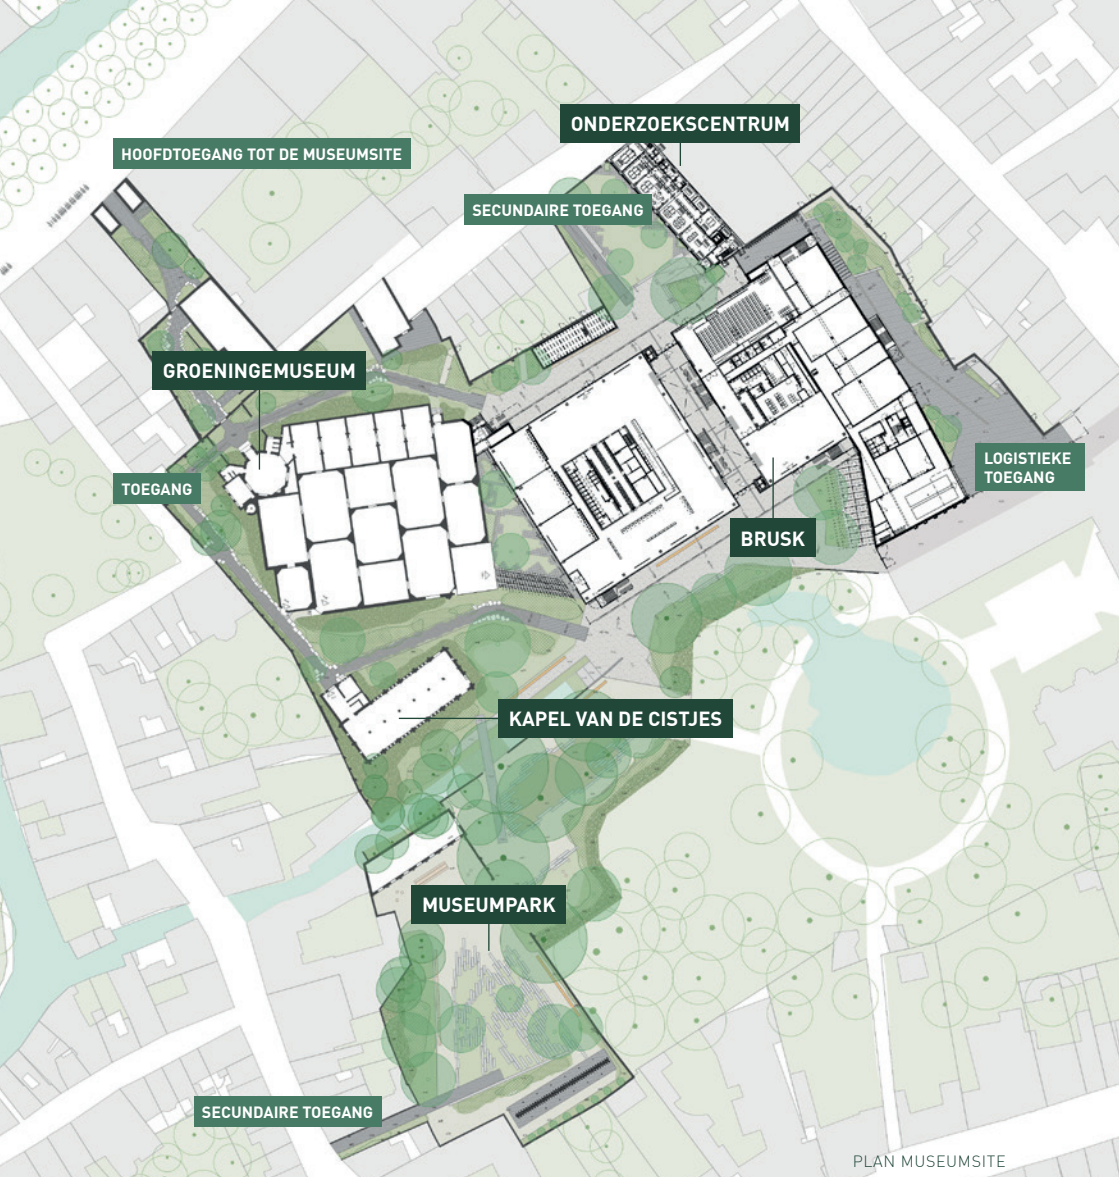 ONDERZOEKSCENTRUM
HOOFDTOEGANG TOT DE MUSEUMSITE
SECUNDAIRE TOEGANG
GROENINGEMUSEUM
LOGISTIEKE
TOEGANG
TOEGANG
BRUSK
KAPEL VAN DE CISTJES
MUSEUMPARK
SECUNDAIRE TOEGANG
PLAN MUSEUMSITE